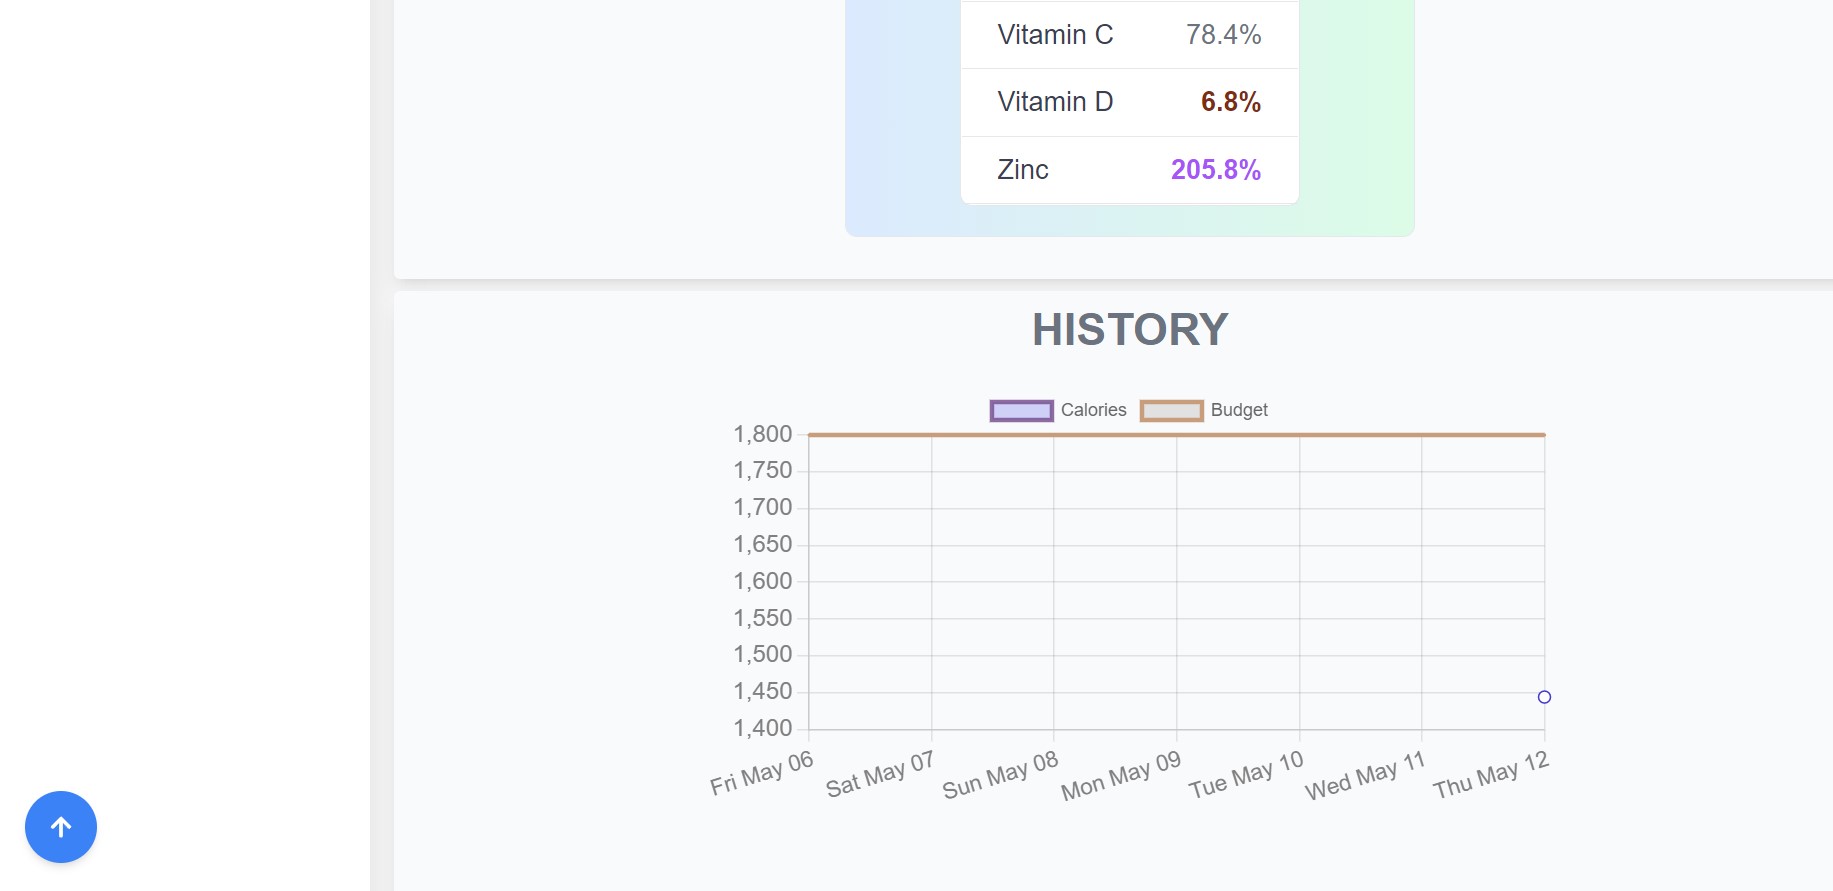 Vitamin C 78.4%
Vitamin D 6.8%
Zinc 205.8%
HISTORY
Calories Budget
1,800
1,750
1,700
1,650
1,600
1,550
1,500
1,450
1,400
Fri May 06 Sat May 07 Sun May 08 Mon May 09 Tue May 10 Wed May 11 Thu May 12